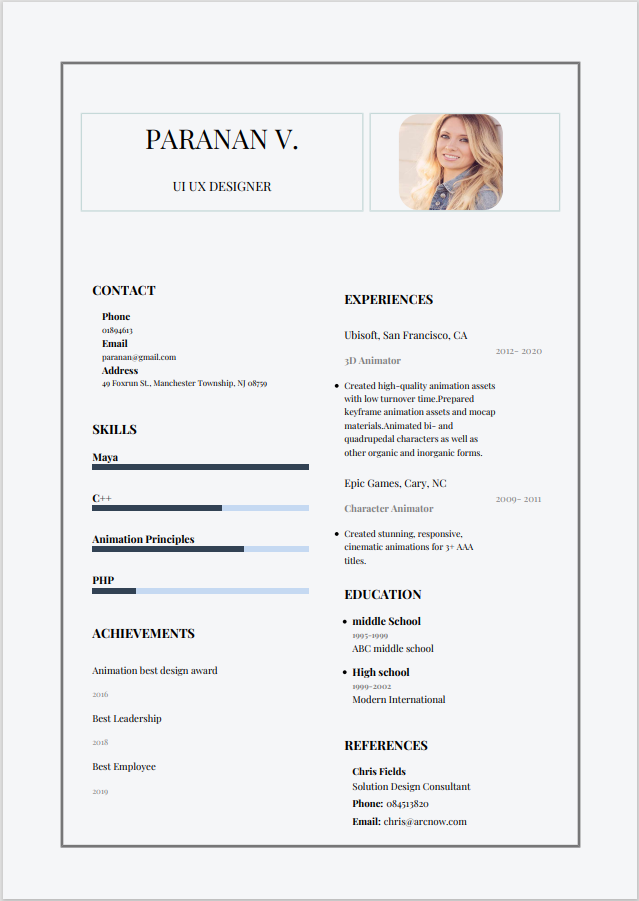 PARANAN V.
UI UX DESIGNER
CONTACT
Phone
01894613
Email
paranan@gmail.com
Address
49 Foxrun St., Manchester Township, NJ 08759
SKILLS
Maya
C++
Animation Principles
PHP
ACHIEVEMENTS
Animation best design award
2016
Best Leadership
2018
Best Employee
2019
EXPERIENCES
Ubisoft, San Francisco, CA
2012- 2020
3D Animator
Created high-quality animation assets
with low turnover time.Prepared
keyframe animation assets and mocap
materials.Animated bi- and
quadrupedal characters as well as
other organic and inorganic forms.
Epic Games, Cary, NC
2009- 2011
Character Animator
Created stunning, responsive,
cinematic animations for 3+ AAA
titles.
EDUCATION
middle School
1995-1999
ABC middle school
High school
1999-2002
Modern International
REFERENCES
Chris Fields
Solution Design Consultant
Phone: 084513820
Email: chris@arcnow.com